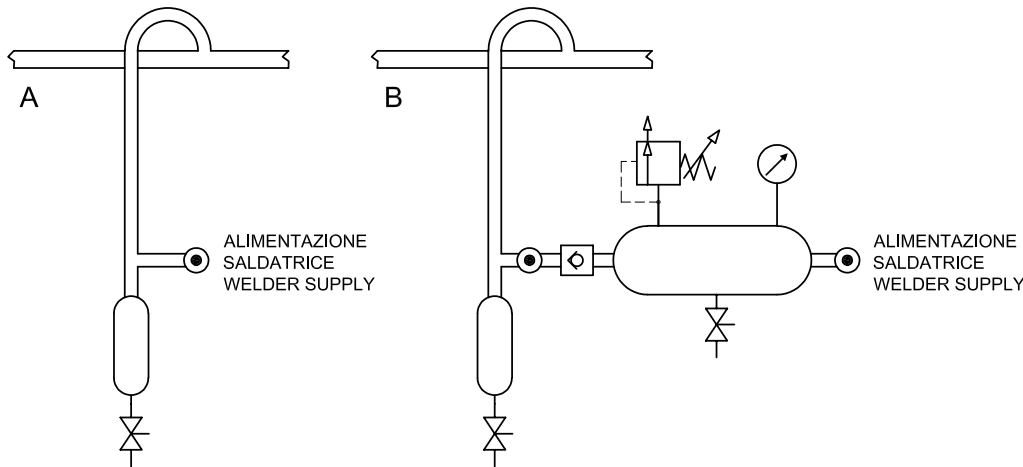 A
B
ALIMENTAZIONE
SALDATRICE
WELDER SUPPLY
ALIMENTAZIONE
SALDATRICE
WELDER SUPPLY